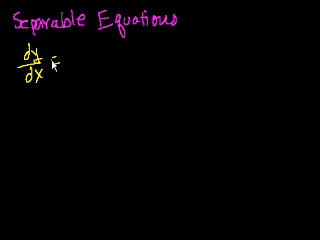 Separable Equations
dy/dx =